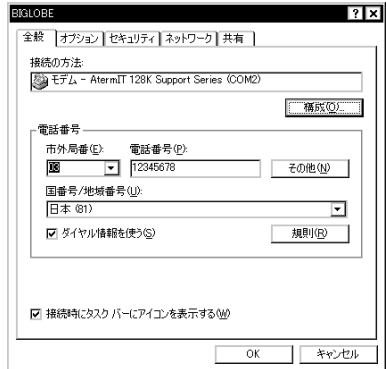 BIGLOBE
全般 オプション セキュリティ ネットワーク 共有
接続の方法:
モデム - AtermIT 128K Support Series (COM2)
構成(O)...
電話番号
市外局番(E): 電話番号(P):
03 12345678 その他(N)
国番号/地域番号(U):
日本 (81)
ダイヤル情報を使う(S) 規則(R)
接続時にタスク バーにアイコンを表示する(W)
OK キャンセル